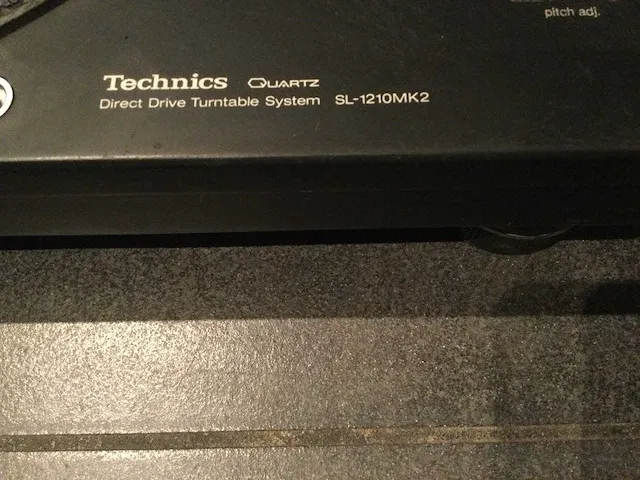 pitch adj.
Technics QUARTZ
Direct Drive Turntable System SL-1210MK2